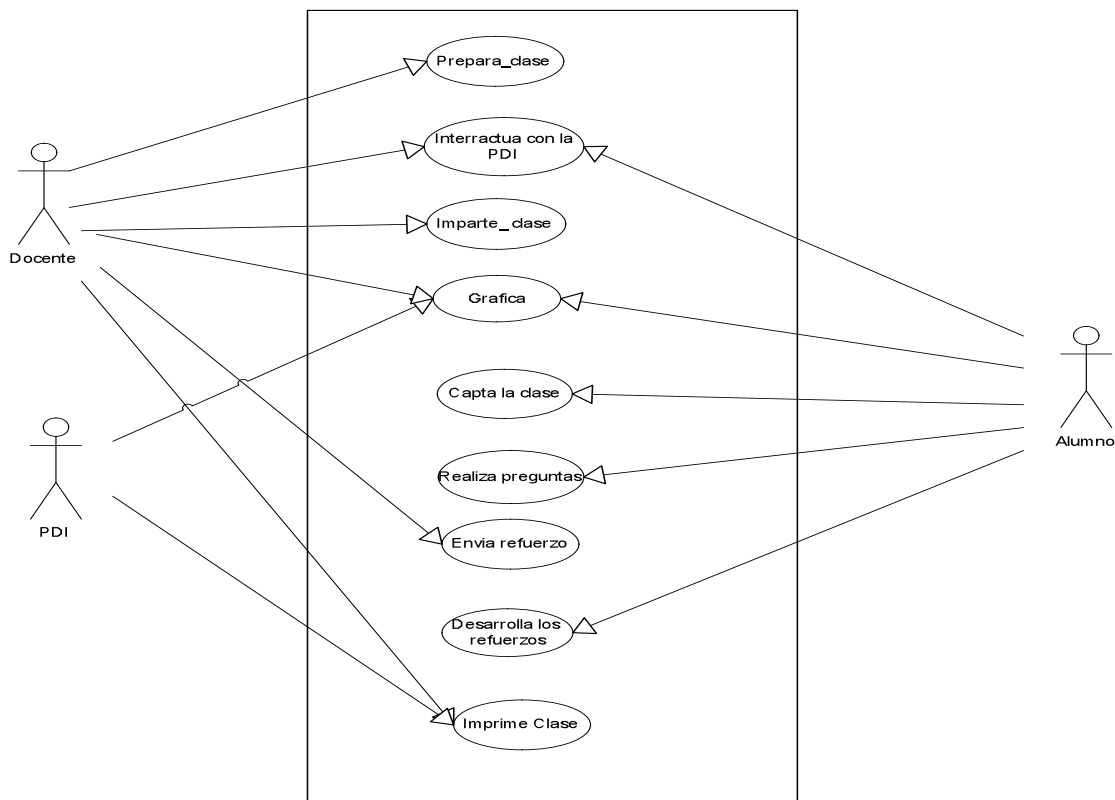 Prepara_clase
Interractua con la
PDI
Imparte_clase
Docente
Grafica
Capta la clase
Alumno
Realiza preguntas
PDI
Envia refuerzo
Desarrolla los
refuerzos
Imprime Clase